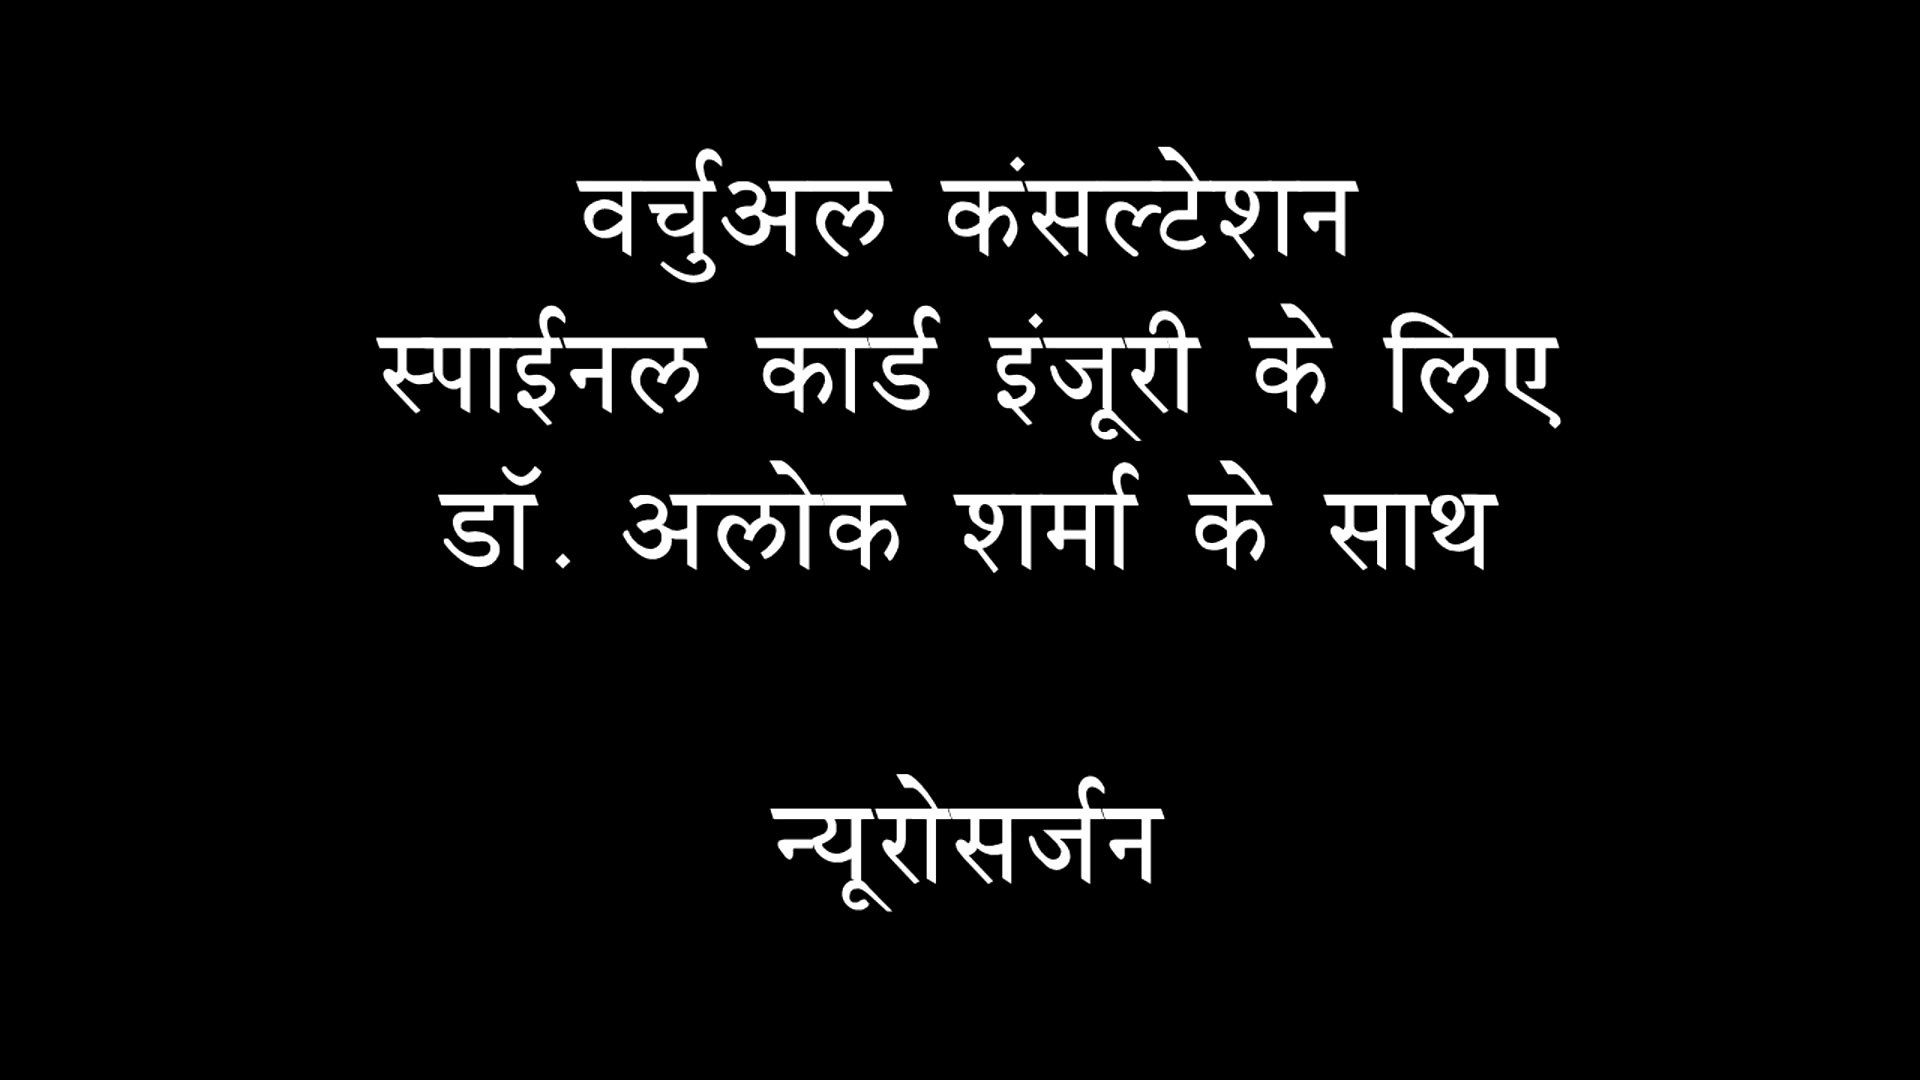 वर्चुअल कंसल्टेशन
स्पाईनल कॉर्ड इंजूरी के लिए
डॉ. अलोक शर्मा के साथ
न्यूरोसर्जन